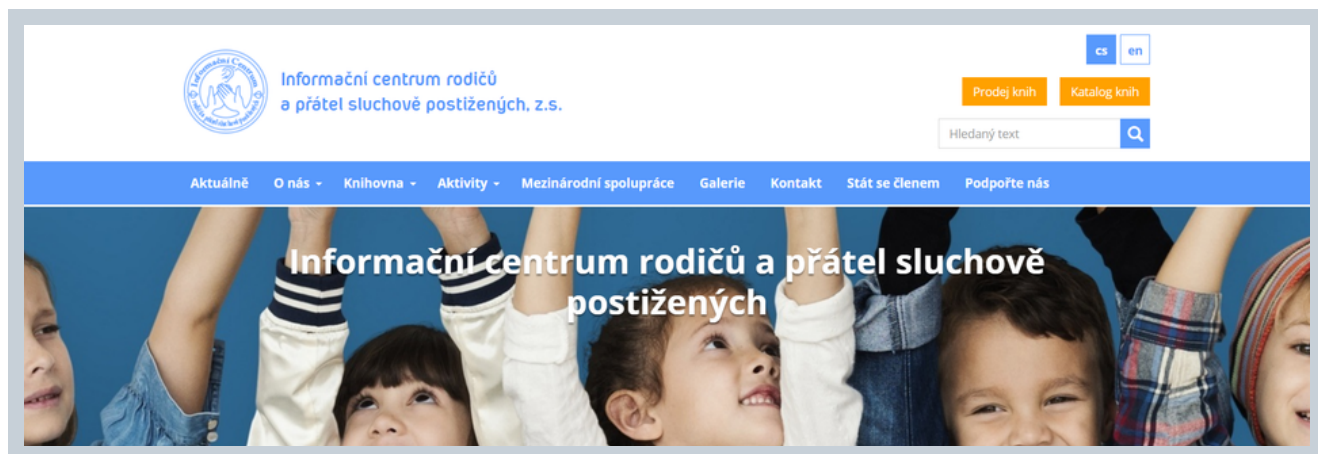 Informační centrum rodičů
a přátel sluchově postižených, z.s.
cs en
Prodej knih Katalog knih
Hledaný text
Aktuálně O nás Knihovna Aktivity Mezinárodní spolupráce Galerie Kontakt Stát se členem Podpořte nás
Informační centrum rodičů a přátel sluchově
postižených